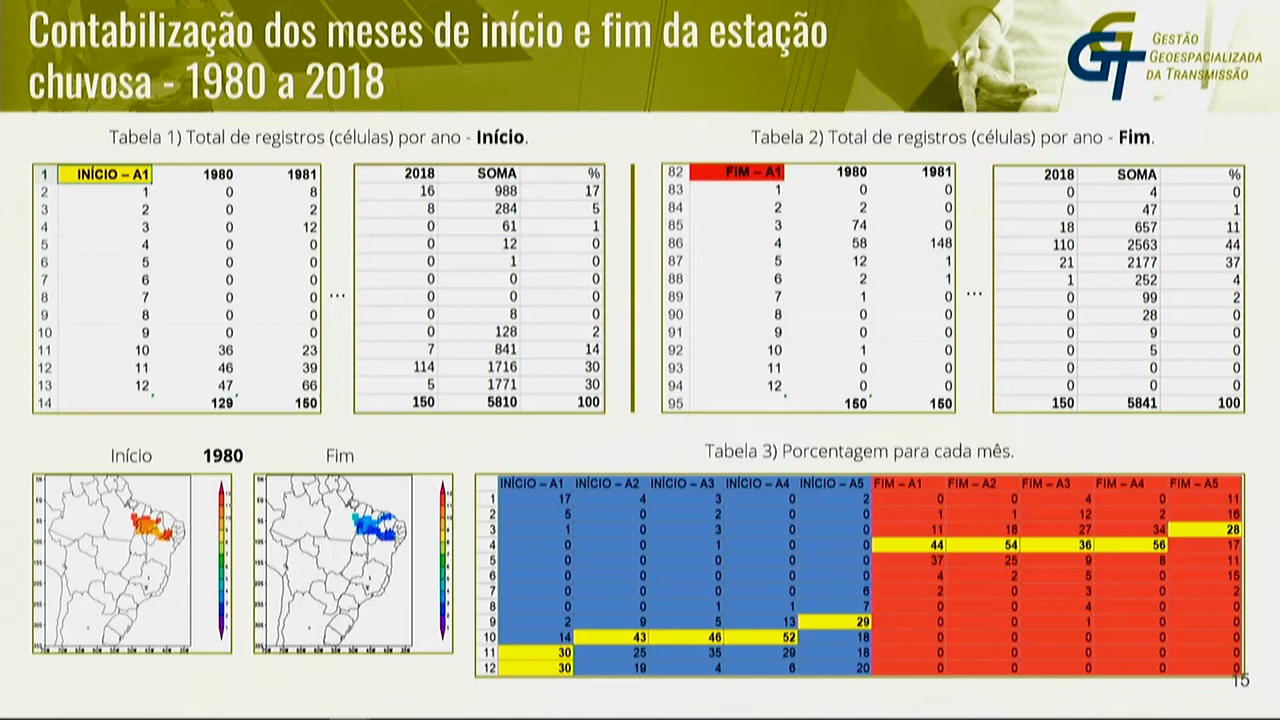 Contabilização dos meses de início e fim da estação
chuvosa - 1980 a 2018
GESTÃO
GEOESPACIALIZADA
DA TRANSMISSÃO
Tabela 1) Total de registros (células) por ano - Início.
1 INÍCIO – A1 1980 1981 2018 SOMA %
2 1 0 8 16 988 17
3 2 0 2 8 284 5
4 3 0 12 0 61 1
5 4 0 0 0 12 0
6 5 0 0 0 1 0
7 6 0 0 0 0 0
8 7 0 0 ... 0 0 0
9 8 0 0 0 8 0
10 9 0 0 0 128 2
11 10 36 23 7 841 14
12 11 46 39 114 1716 30
13 12 47 66 5 1771 30
14 129 150 150 5810 100
Tabela 2) Total de registros (células) por ano - Fim.
82 FIM – A1 1980 1981 2018 SOMA %
83 1 0 0 0 4 0
84 2 2 0 0 47 1
85 3 74 0 18 657 11
86 4 58 148 110 2563 44
87 5 12 1 21 2177 37
88 6 2 1 1 252 4
89 7 1 0 ... 0 99 2
90 8 0 0 0 28 0
91 9 0 0 0 9 0
92 10 1 0 0 5 0
93 11 0 0 0 0 0
94 12 0 0 0 0 0
95 150 150 150 5841 100
Início 1980 Fim
Tabela 3) Porcentagem para cada mês.
INÍCIO – A1 INÍCIO – A2 INÍCIO – A3 INÍCIO – A4 INÍCIO – A5 FIM – A1 FIM – A2 FIM – A3 FIM – A4 FIM – A5
1 17 4 3 0 2 0 0 4 0 11
2 5 0 2 0 0 1 1 12 2 16
3 1 0 3 0 0 11 18 27 34 28
4 0 0 1 0 0 44 54 36 56 17
5 0 0 0 0 0 37 25 9 8 11
6 0 0 0 0 0 4 2 5 0 15
7 0 0 0 0 6 2 0 3 0 2
8 0 0 1 1 7 0 0 4 0 0
9 2 9 5 13 29 0 0 1 0 0
10 14 43 46 52 18 0 0 0 0 0
11 30 25 35 29 18 0 0 0 0 0
12 30 19 4 6 20 0 0 0 0 0
15